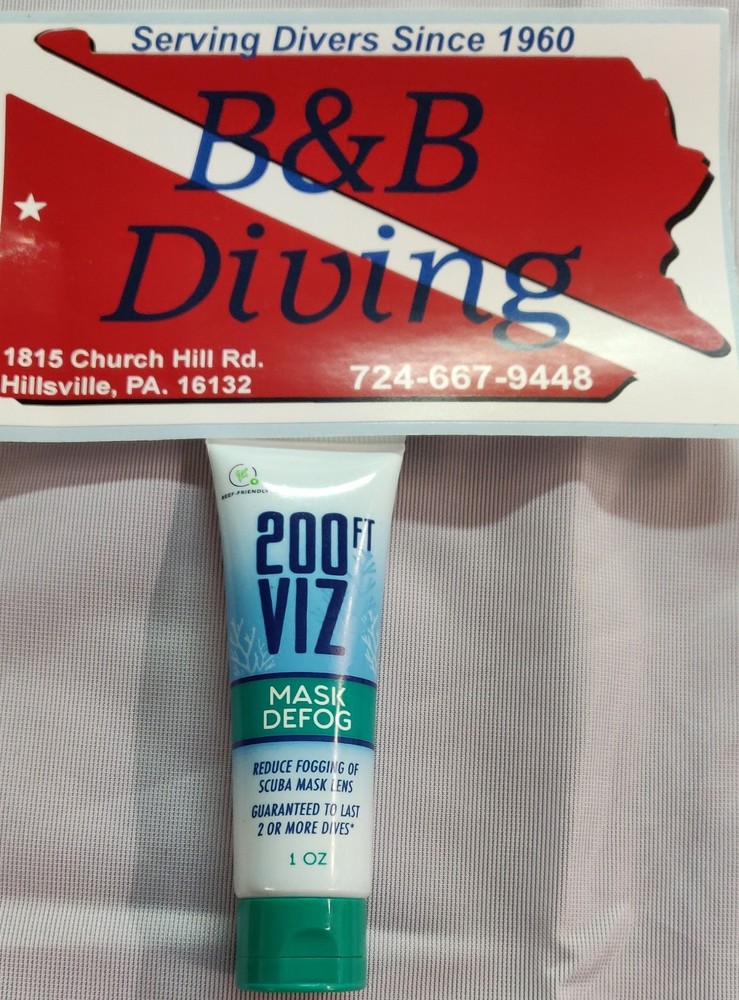 Serving Divers Since 1960
B&B
Diving
1815 Church Hill Rd.
Hillsville, PA. 16132
724-667-9448
REEF-FRIENDLY
200FT
VIZ
MASK
DEFOG
REDUCE FOGGING OF
SCUBA MASK LENS
GUARANTEED TO LAST
2 OR MORE DIVES*
1 OZ